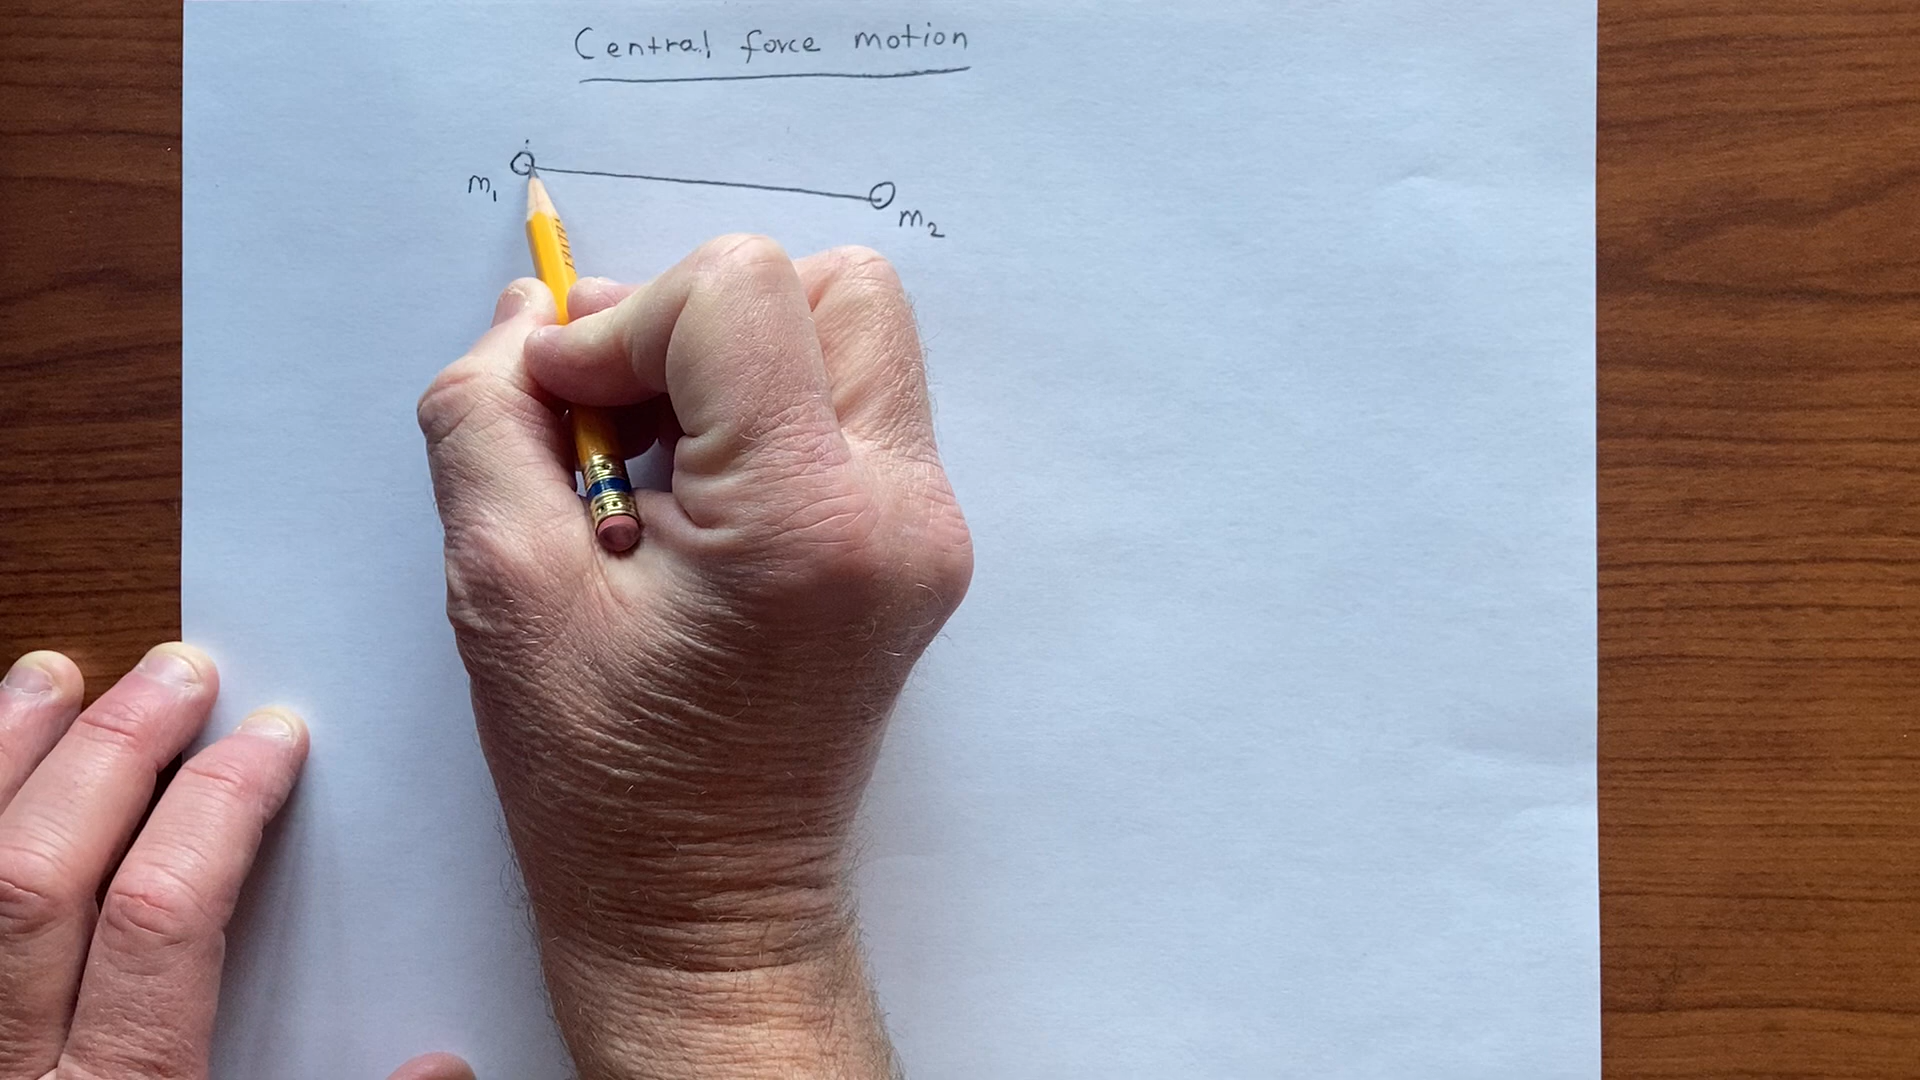 Central force motion
m₁
m₂